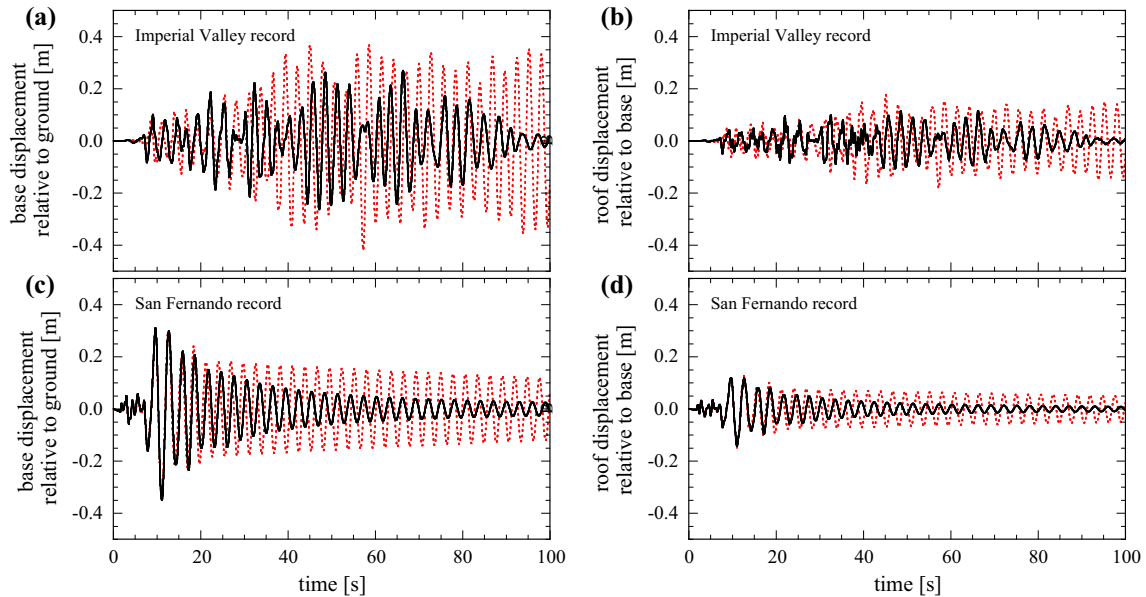 (a)
Imperial Valley record
base displacement
relative to ground [m]
0.4
0.2
0.0
-0.2
-0.4
(b)
Imperial Valley record
roof displacement
relative to base [m]
0.4
0.2
0.0
-0.2
-0.4
(c)
San Fernando record
base displacement
relative to ground [m]
0.4
0.2
0.0
-0.2
-0.4
0 20 40 60 80 100
time [s]
(d)
San Fernando record
roof displacement
relative to base [m]
0.4
0.2
0.0
-0.2
-0.4
0 20 40 60 80 100
time [s]